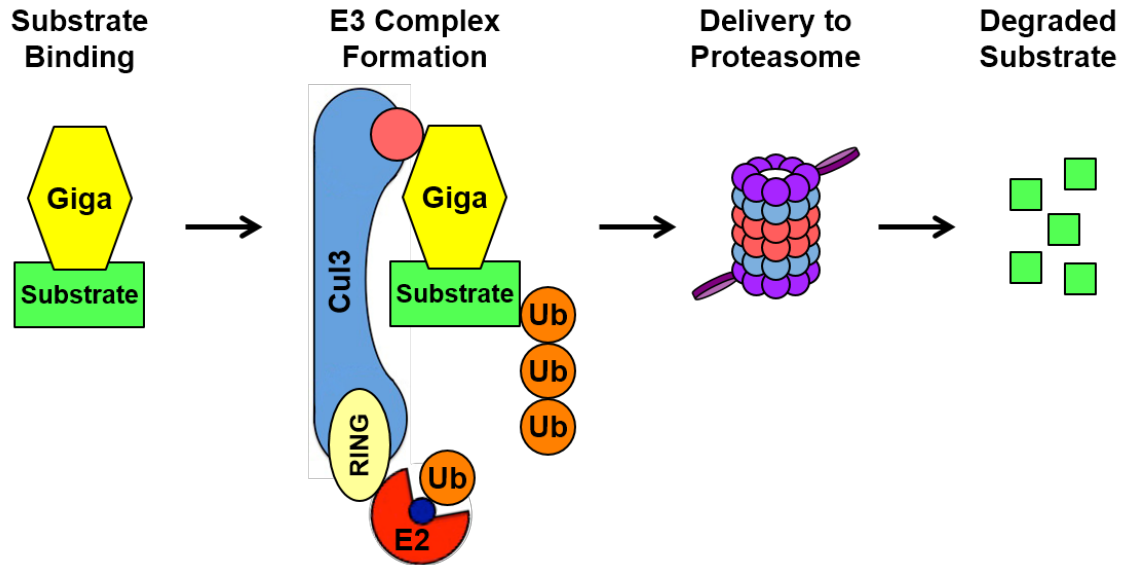 Substrate
Binding
E3 Complex
Formation
Delivery to
Proteasome
Degraded
Substrate
Giga
Substrate
Cul3
Giga
Substrate
Ub
Ub
Ub
RING
Ub
E2